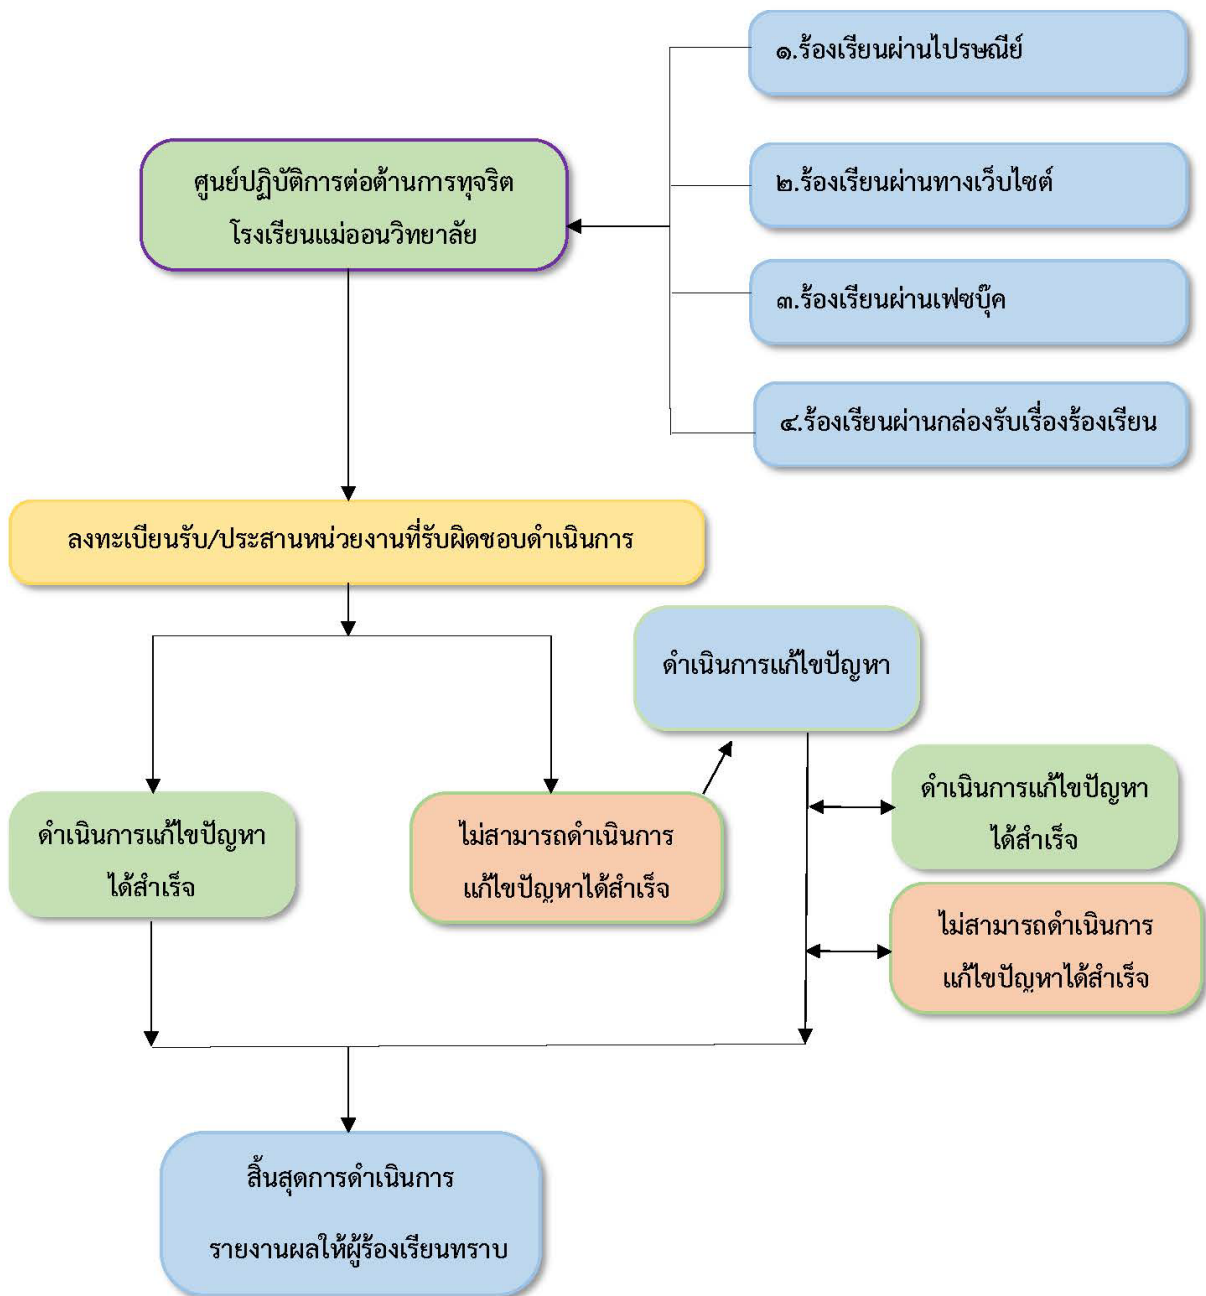 ๑.ร้องเรียนผ่านไปรษณีย์
ศูนย์ปฏิบัติการต่อต้านการทุจริต
โรงเรียนแม่ออนวิทยาลัย
๒.ร้องเรียนผ่านทางเว็บไซต์
๓.ร้องเรียนผ่านเฟซบุ๊ค
๔.ร้องเรียนผ่านกล่องรับเรื่องร้องเรียน
ลงทะเบียนรับ/ประสานหน่วยงานที่รับผิดชอบดำเนินการ
ดำเนินการแก้ไขปัญหา
ดำเนินการแก้ไขปัญหา
ได้สำเร็จ
ไม่สามารถดำเนินการ
แก้ไขปัญหาได้สำเร็จ
ดำเนินการแก้ไขปัญหา
ได้สำเร็จ
ไม่สามารถดำเนินการ
แก้ไขปัญหาได้สำเร็จ
สิ้นสุดการดำเนินการ
รายงานผลให้ผู้ร้องเรียนทราบ